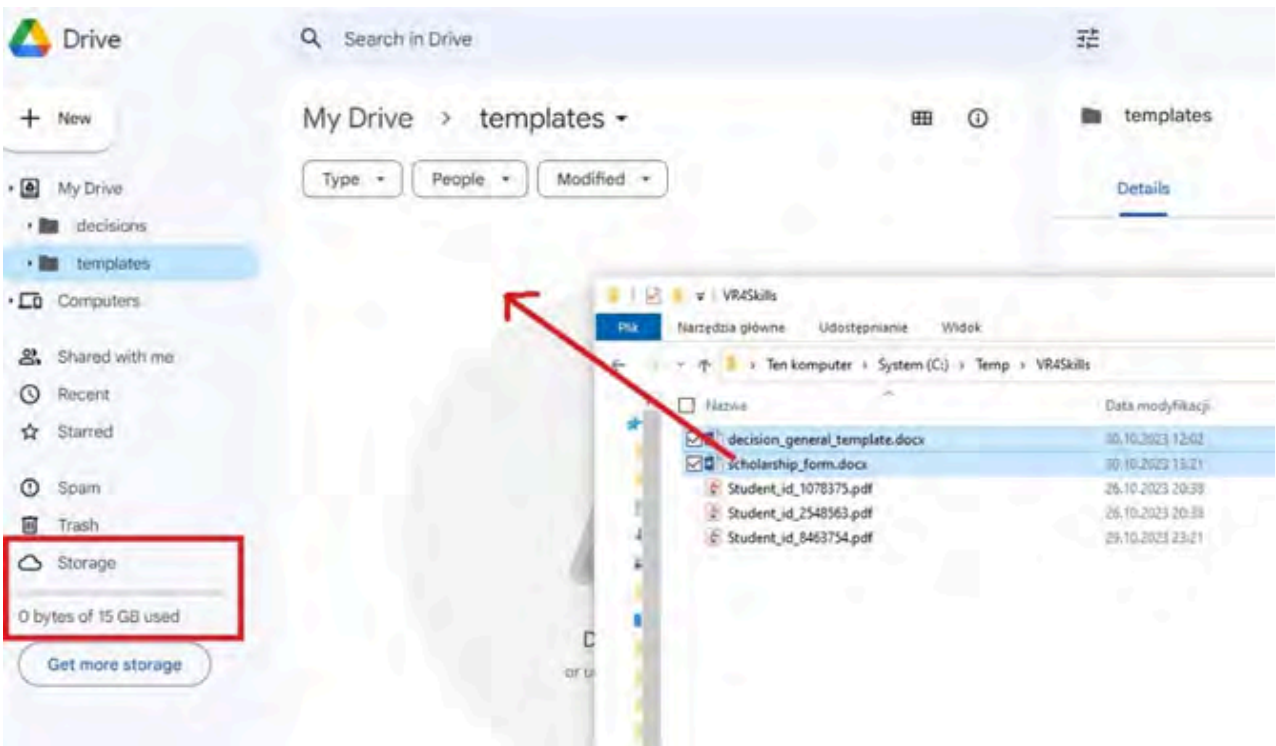 Drive
Search in Drive
New
My Drive > templates
templates
Type
People
Modified
Details
My Drive
decisions
templates
Computers
Shared with me
Recent
Starred
Spam
Trash
Storage
0 bytes of 15 GB used
Get more storage
D
or u
VR4Skills
Plik Narzędzia główne Udostępnianie Widok
Ten komputer > System (C:) > Temp > VR4Skills
Nazwa Data modyfikacji
decision_general_template.docx 30.10.2023 12:02
scholarship_form.docx 30.10.2023 13:21
Student_id_1078375.pdf 26.10.2023 20:38
Student_id_2548563.pdf 26.10.2023 20:38
Student_id_8463754.pdf 29.10.2023 23:21